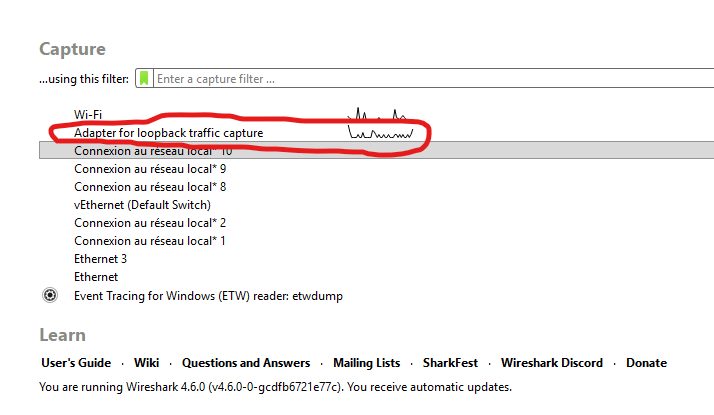 Capture
...using this filter: Enter a capture filter ...
Wi-Fi
Adapter for loopback traffic capture
Connexion au réseau local* 10
Connexion au réseau local* 9
Connexion au réseau local* 8
vEthernet (Default Switch)
Connexion au réseau local* 2
Connexion au réseau local* 1
Ethernet 3
Ethernet
Event Tracing for Windows (ETW) reader: etwdump
Learn
User's Guide · Wiki · Questions and Answers · Mailing Lists · SharkFest · Wireshark Discord · Donate
You are running Wireshark 4.6.0 (v4.6.0-0-gcdfb6721e77c). You receive automatic updates.